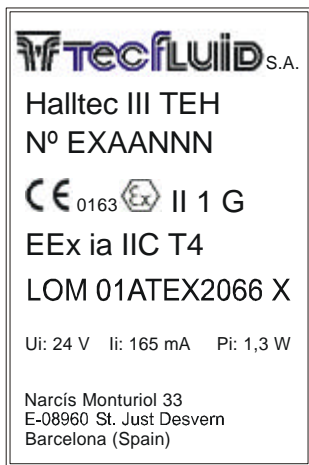 TECFLUID S.A.
Halltec III TEH
Nº EXAANNN
CE 0163 Ex II 1 G
EEx ia IIC T4
LOM 01ATEX2066 X
Ui: 24 V Ii: 165 mA Pi: 1,3 W
Narcís Monturiol 33
E-08960 St. Just Desvern
Barcelona (Spain)